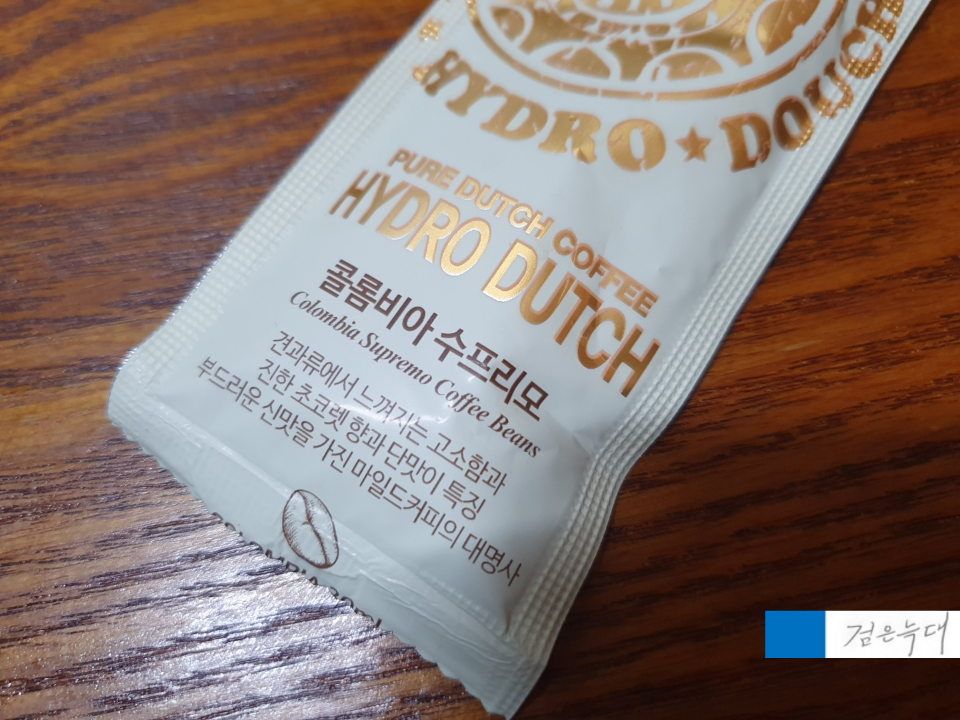 HYDRO ★ DOUCH
PURE DUTCH COFFEE
HYDRO DUTCH
콜롬비아 수프리모
Colombia Supremo Coffee Beans
견과류에서 느껴지는 고소함과
진한 초코렛 향과 단맛이 특징
부드러운 신맛을 가진 마일드커피의 대명사
검은늑대